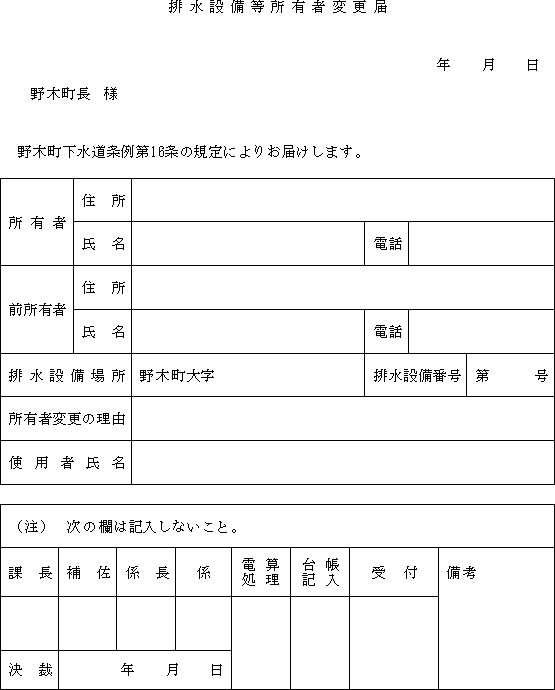 排水設備等所有者変更届
年　月　日
野木町長　様
野木町下水道条例第16条の規定によりお届けします。
所有者
住所
氏名
電話
前所有者
住所
氏名
電話
排水設備場所
野木町大字
排水設備番号
第　号
所有者変更の理由
使用者氏名
（注）　次の欄は記入しないこと。
課長
補佐
係長
係
電算
処理
台帳
記入
受付
備考
決裁
年　月　日